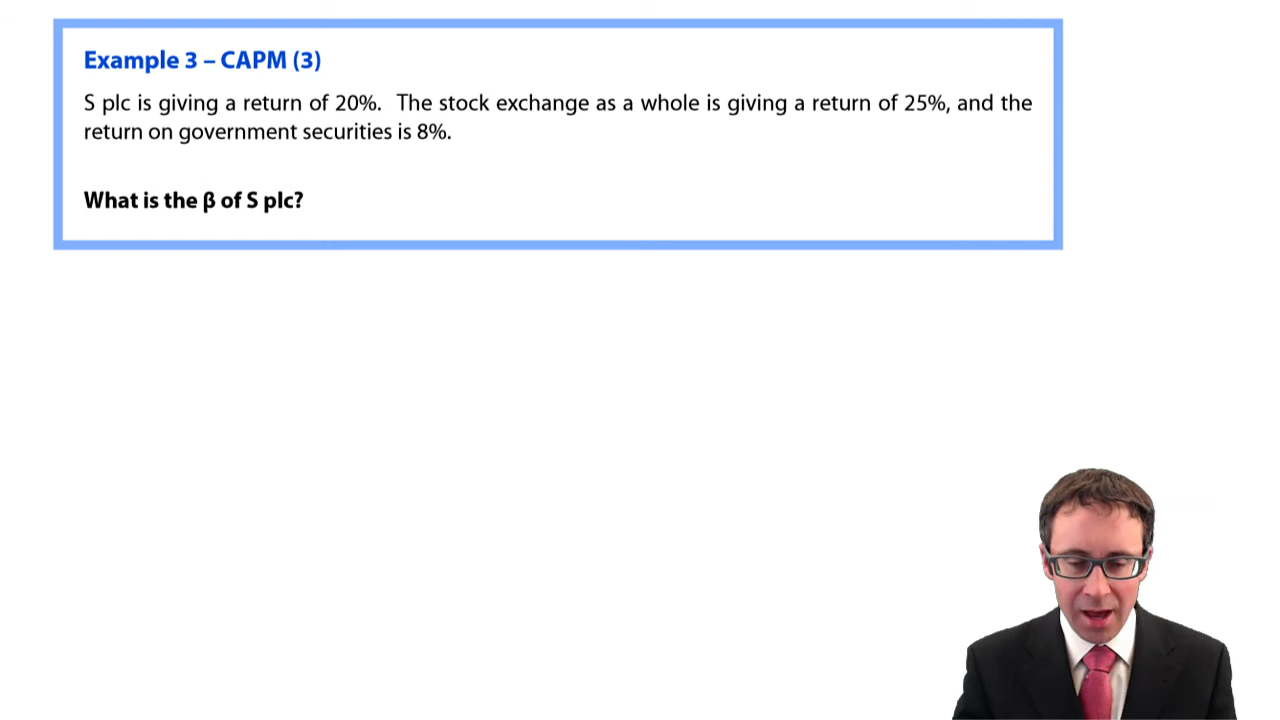 Example 3 – CAPM (3)
S plc is giving a return of 20%.  The stock exchange as a whole is giving a return of 25%, and the
return on government securities is 8%.
What is the β of S plc?